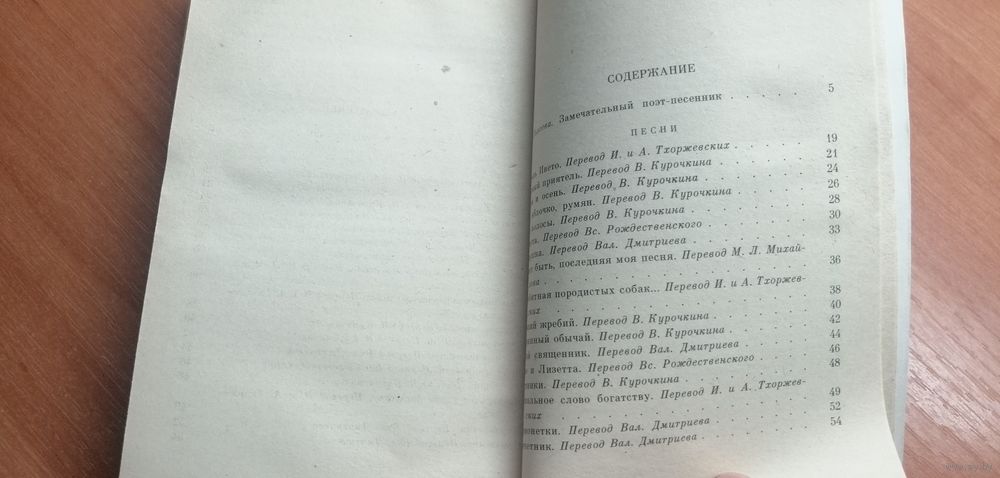 СОДЕРЖАНИЕ
Замечательный поэт-песенник . . . . . 5
ПЕСНИ
Ивето. Перевод И. и А. Тхоржевских . . . . . 19
приятель. Перевод В. Курочкина . . . . . 21
и осень. Перевод В. Курочкина . . . . . 24
румян. Перевод В. Курочкина . . . . . 26
Перевод В. Курочкина . . . . . 28
Перевод Вс. Рождественского . . . . . 30
Перевод Вал. Дмитриева . . . . . 33
быть, последняя моя песня. Перевод М. Л. Михай-
. . . . . 36
породистых собак... Перевод И. и А. Тхоржев-
ских . . . . . 38
жребий. Перевод В. Курочкина . . . . . 40
обычай. Перевод В. Курочкина . . . . . 42
священник. Перевод Вал. Дмитриева . . . . . 44
и Лизетта. Перевод Вс. Рождественского . . . . . 46
Перевод В. Курочкина . . . . . 48
слово богатству. Перевод И. и А. Тхоржев-
ских . . . . . 49
Перевод Вал. Дмитриева . . . . . 52
Перевод Вал. Дмитриева . . . . . 54